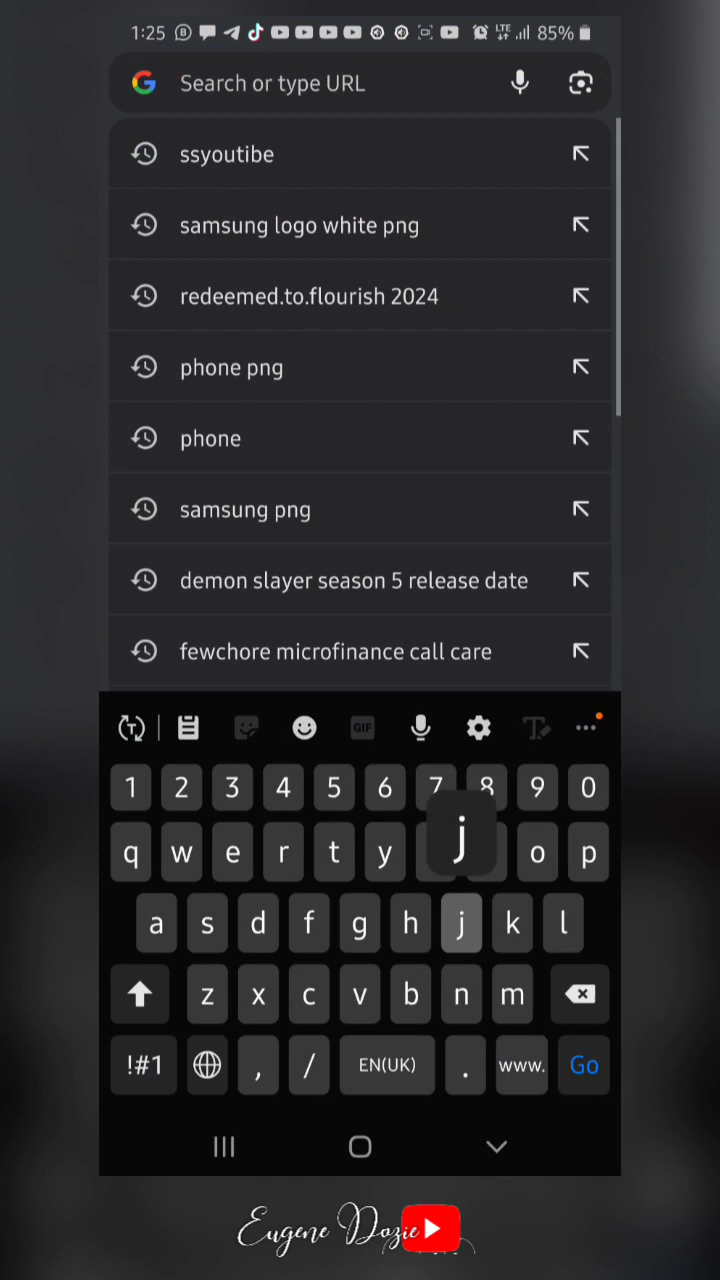 1:25 LTE 85%
Search or type URL
ssyoutibe
samsung logo white png
redeemed.to.flourish 2024
phone png
phone
samsung png
demon slayer season 5 release date
fewchore microfinance call care
T GIF T
1 2 3 4 5 6 7 8 9 0
j
q w e r t y o p
a s d f g h j k l
z x c v b n m
!#1 , / EN(UK) . www. Go
Eugene Dozie